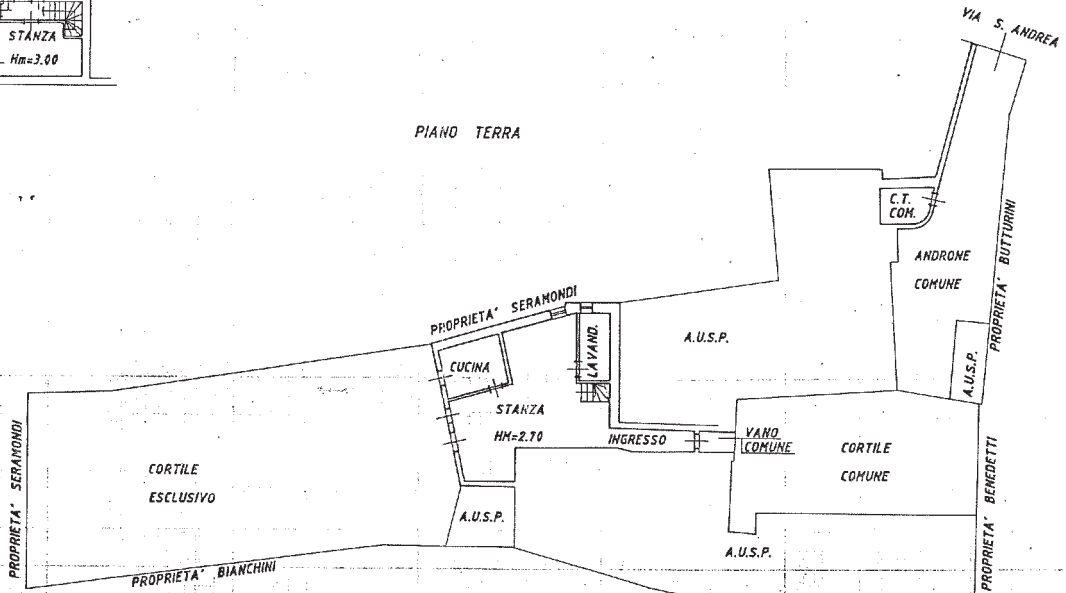 STANZA
Hm=3.00
VIA S. ANDREA
PIANO TERRA
C.T.
COM.
PROPRIETA' BUTTURINI
ANDRONE
COMUNE
PROPRIETA' SERAMONDI
LAVAND.
A.U.S.P.
A.U.S.P.
CUCINA
STANZA
HM=2.70
INGRESSO
VANO
COMUNE
CORTILE
COMUNE
PROPRIETA' SERAMONDI
CORTILE
ESCLUSIVO
A.U.S.P.
A.U.S.P.
PROPRIETA' BENEDETTI
PROPRIETA' BIANCHINI